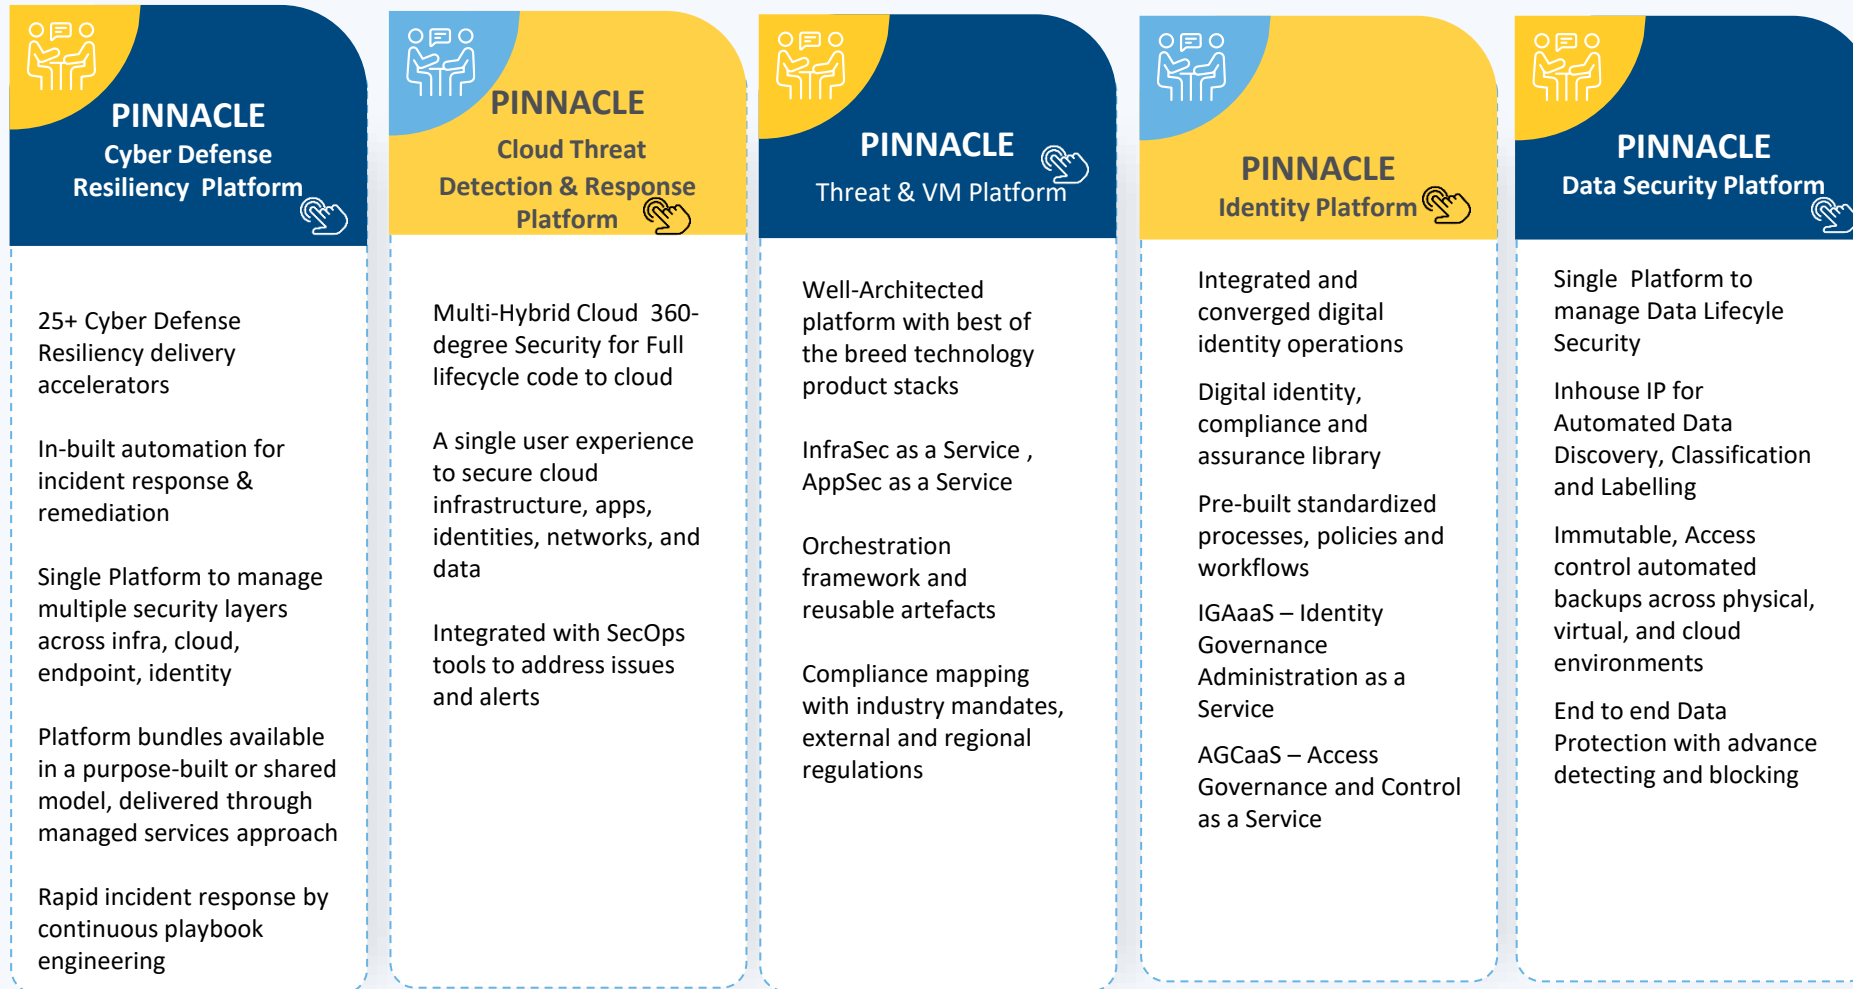 PINNACLE
Cyber Defense
Resiliency Platform
25+ Cyber Defense
Resiliency delivery
accelerators
In-built automation for
incident response &
remediation
Single Platform to manage
multiple security layers
across infra, cloud,
endpoint, identity
Platform bundles available
in a purpose-built or shared
model, delivered through
managed services approach
Rapid incident response by
continuous playbook
engineering
PINNACLE
Cloud Threat
Detection & Response
Platform
Multi-Hybrid Cloud 360-
degree Security for Full
lifecycle code to cloud
A single user experience
to secure cloud
infrastructure, apps,
identities, networks, and
data
Integrated with SecOps
tools to address issues
and alerts
PINNACLE
Threat & VM Platform
Well-Architected
platform with best of
the breed technology
product stacks
InfraSec as a Service ,
AppSec as a Service
Orchestration
framework and
reusable artefacts
Compliance mapping
with industry mandates,
external and regional
regulations
PINNACLE
Identity Platform
Integrated and
converged digital
identity operations
Digital identity,
compliance and
assurance library
Pre-built standardized
processes, policies and
workflows
IGAaaS – Identity
Governance
Administration as a
Service
AGCaaS – Access
Governance and Control
as a Service
PINNACLE
Data Security Platform
Single Platform to
manage Data Lifecyle
Security
Inhouse IP for
Automated Data
Discovery, Classification
and Labelling
Immutable, Access
control automated
backups across physical,
virtual, and cloud
environments
End to end Data
Protection with advance
detecting and blocking